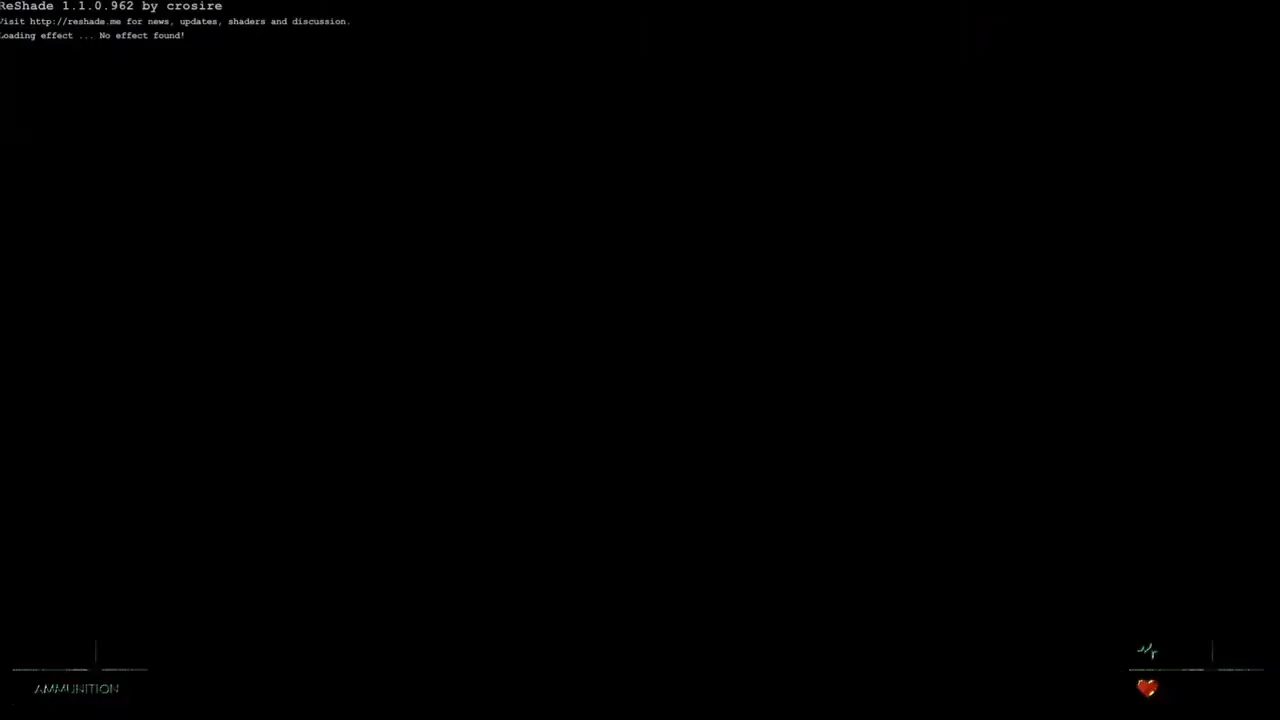 ReShade 1.1.0.962 by crosire
Visit http://reshade.me for news, updates, shaders and discussion.
Loading effect ... No effect found!
AMMUNITION